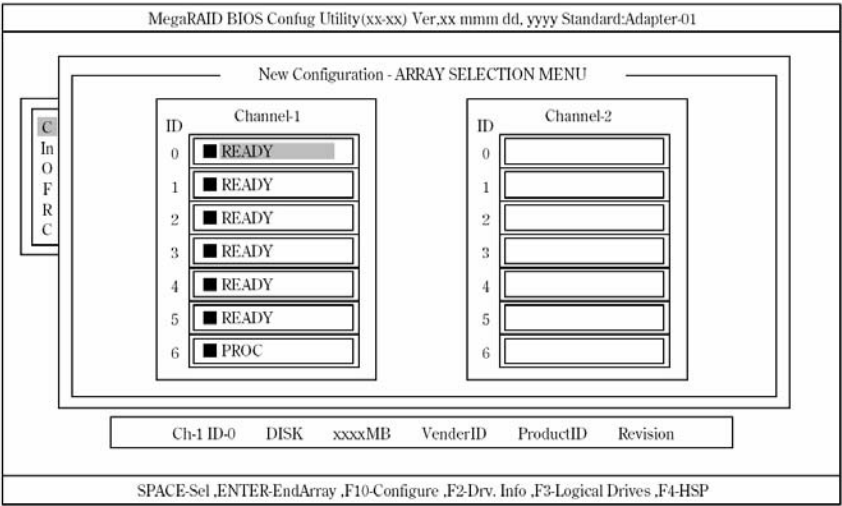 MegaRAID BIOS Confug Utility(xx-xx) Ver,xx mmm dd, yyyy Standard:Adapter-01
New Configuration - ARRAY SELECTION MENU
C
In
O
F
R
C
ID Channel-1
0 READY
1 READY
2 READY
3 READY
4 READY
5 READY
6 PROC
ID Channel-2
0
1
2
3
4
5
6
Ch-1 ID-0 DISK xxxxMB VenderID ProductID Revision
SPACE-Sel ,ENTER-EndArray ,F10-Configure ,F2-Drv. Info ,F3-Logical Drives ,F4-HSP